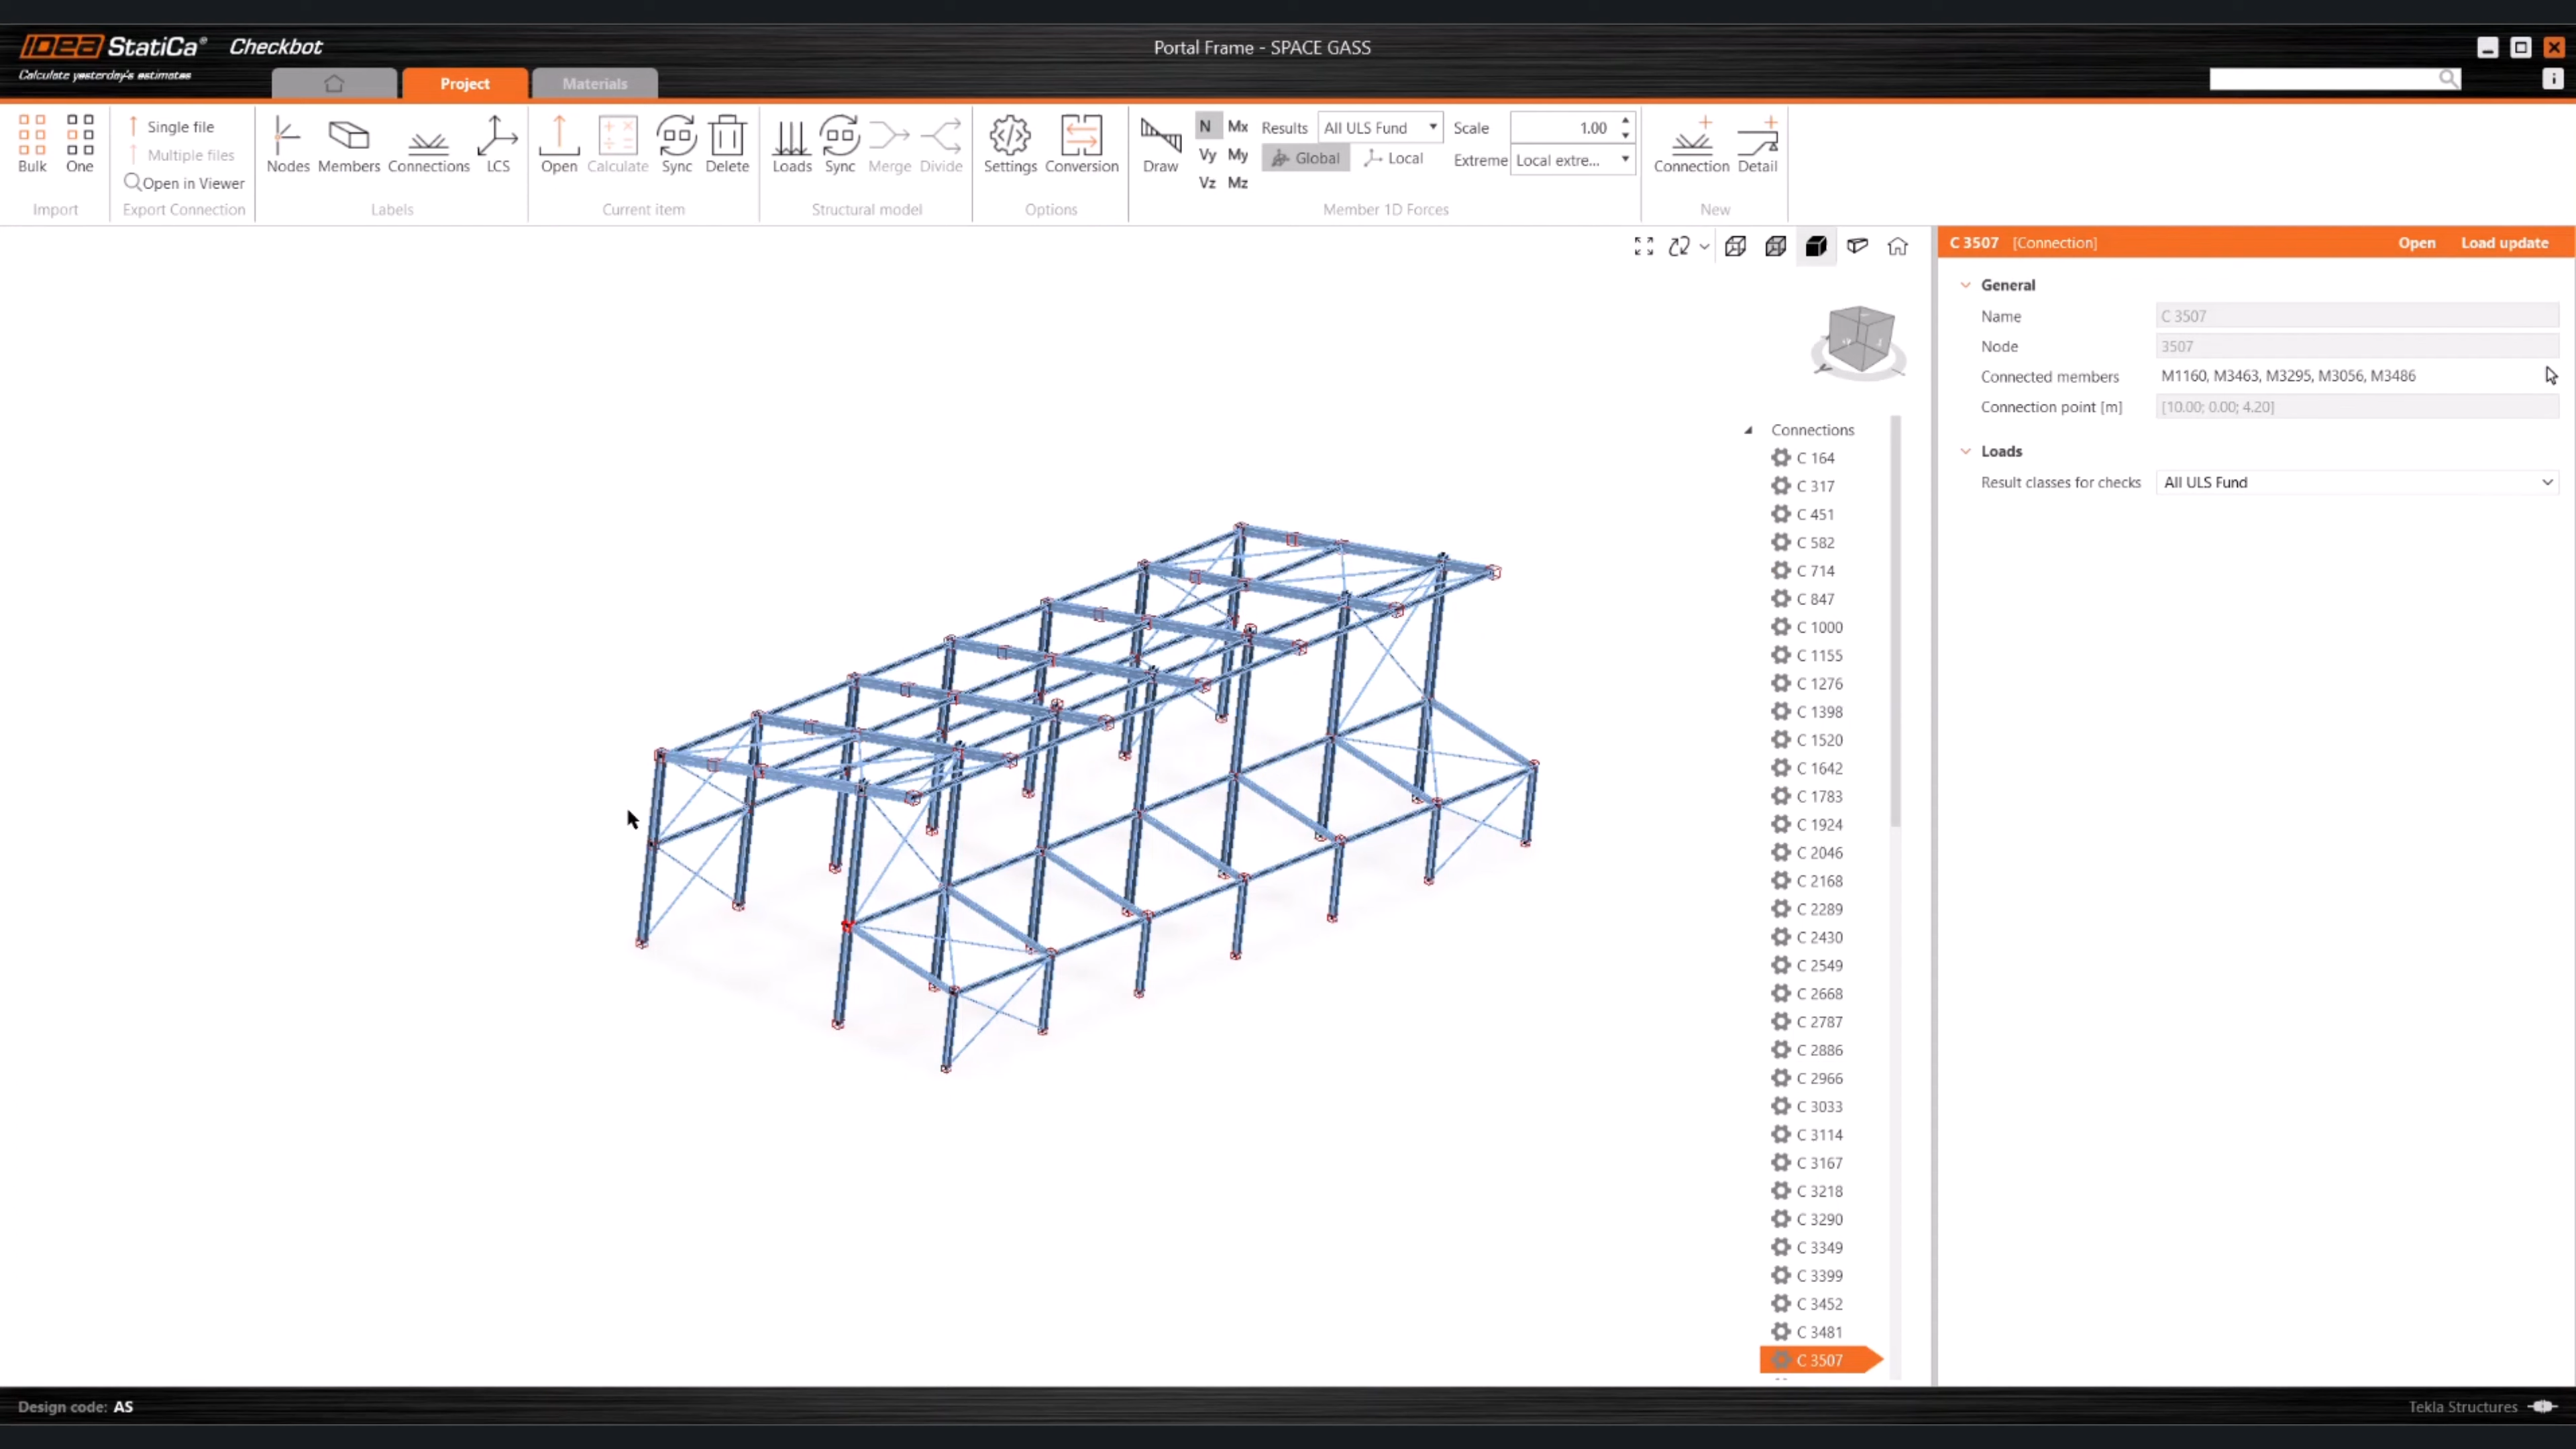 IDEA StatiCa® Checkbot
Calculate yesterday's estimates
Portal Frame - SPACE GASS
Project
Materials
Bulk
One
Import
Single file
Multiple files
Open in Viewer
Export Connection
Nodes
Members
Connections
LCS
Labels
Open
Calculate
Sync
Delete
Current item
Loads
Sync
Merge
Divide
Structural model
Settings
Conversion
Options
Draw
N Mx
Vy My
Vz Mz
Results All ULS Fund
Global Local
Scale 1.00
Extreme Local extre...
Member 1D Forces
Connection
Detail
New
Connections
C 164
C 317
C 451
C 582
C 714
C 847
C 1000
C 1155
C 1276
C 1398
C 1520
C 1642
C 1783
C 1924
C 2046
C 2168
C 2289
C 2430
C 2549
C 2668
C 2787
C 2886
C 2966
C 3033
C 3114
C 3167
C 3218
C 3290
C 3349
C 3399
C 3452
C 3481
C 3507
C 3507 [Connection] Open Load update
General
Name C 3507
Node 3507
Connected members M1160, M3463, M3295, M3056, M3486
Connection point [m] [10.00; 0.00; 4.20]
Loads
Result classes for checks All ULS Fund
Design code: AS
Tekla Structures